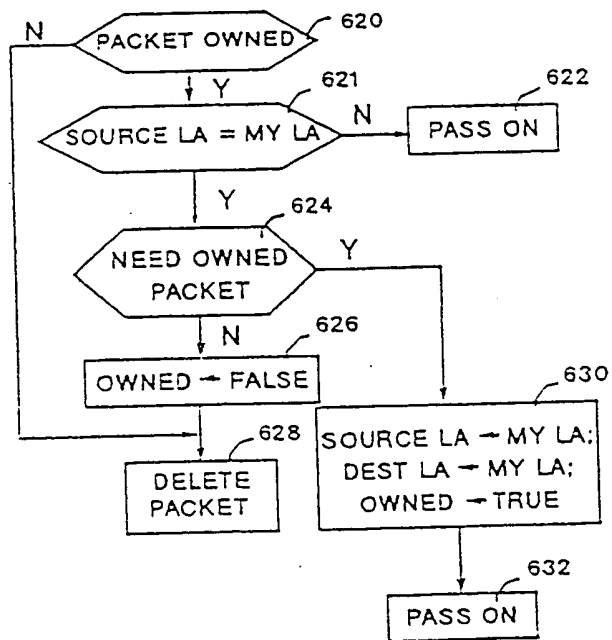 N
PACKET OWNED
620
Y
621
SOURCE LA = MY LA
N
622
PASS ON
Y
624
NEED OWNED
PACKET
Y
N
626
OWNED ← FALSE
630
SOURCE LA ← MY LA;
DEST LA ← MY LA;
OWNED ← TRUE
628
DELETE
PACKET
632
PASS ON